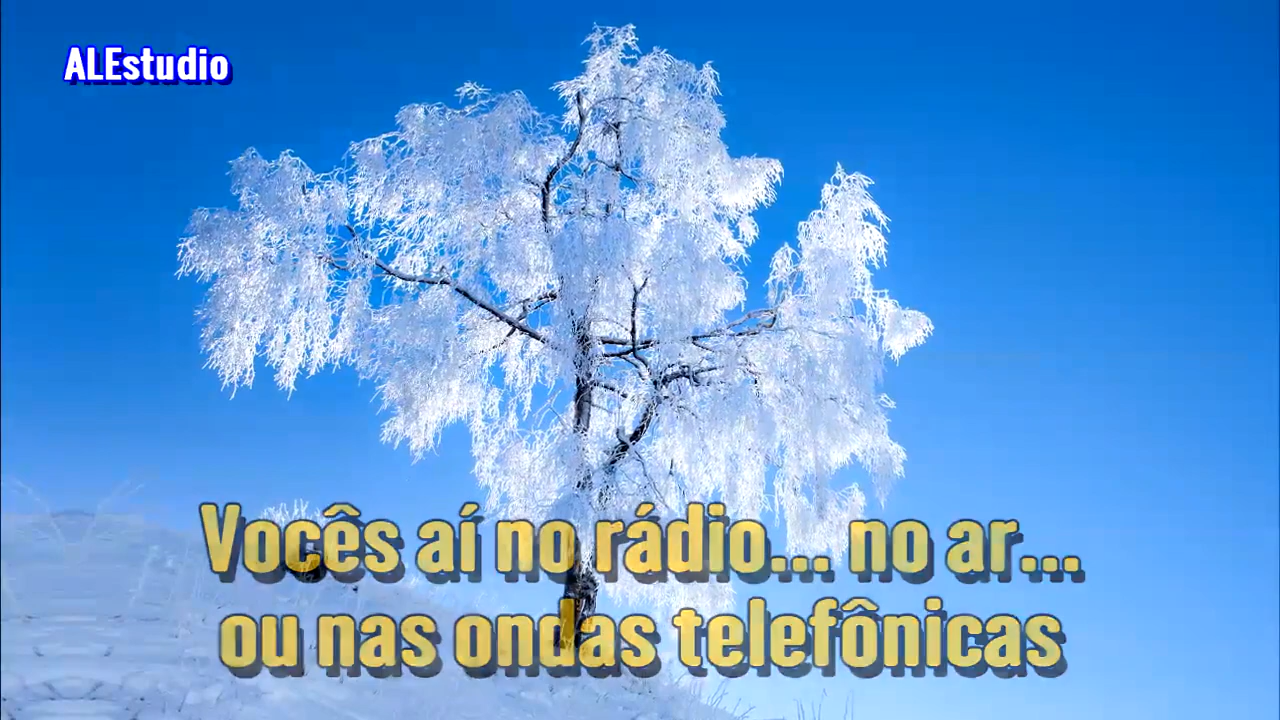 ALEstudio
Vocês aí no rádio... no ar...
ou nas ondas telefônicas